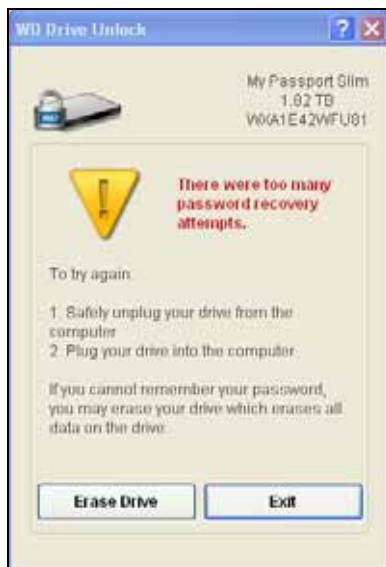 WD Drive Unlock
My Passport Slim
1.82 TB
WXA1E42WFU81
There were too many
password recovery
attempts.
To try again:
1. Safely unplug your drive from the
computer
2. Plug your drive into the computer
If you cannot remember your password,
you may erase your drive which erases all
data on the drive.
Erase Drive
Exit